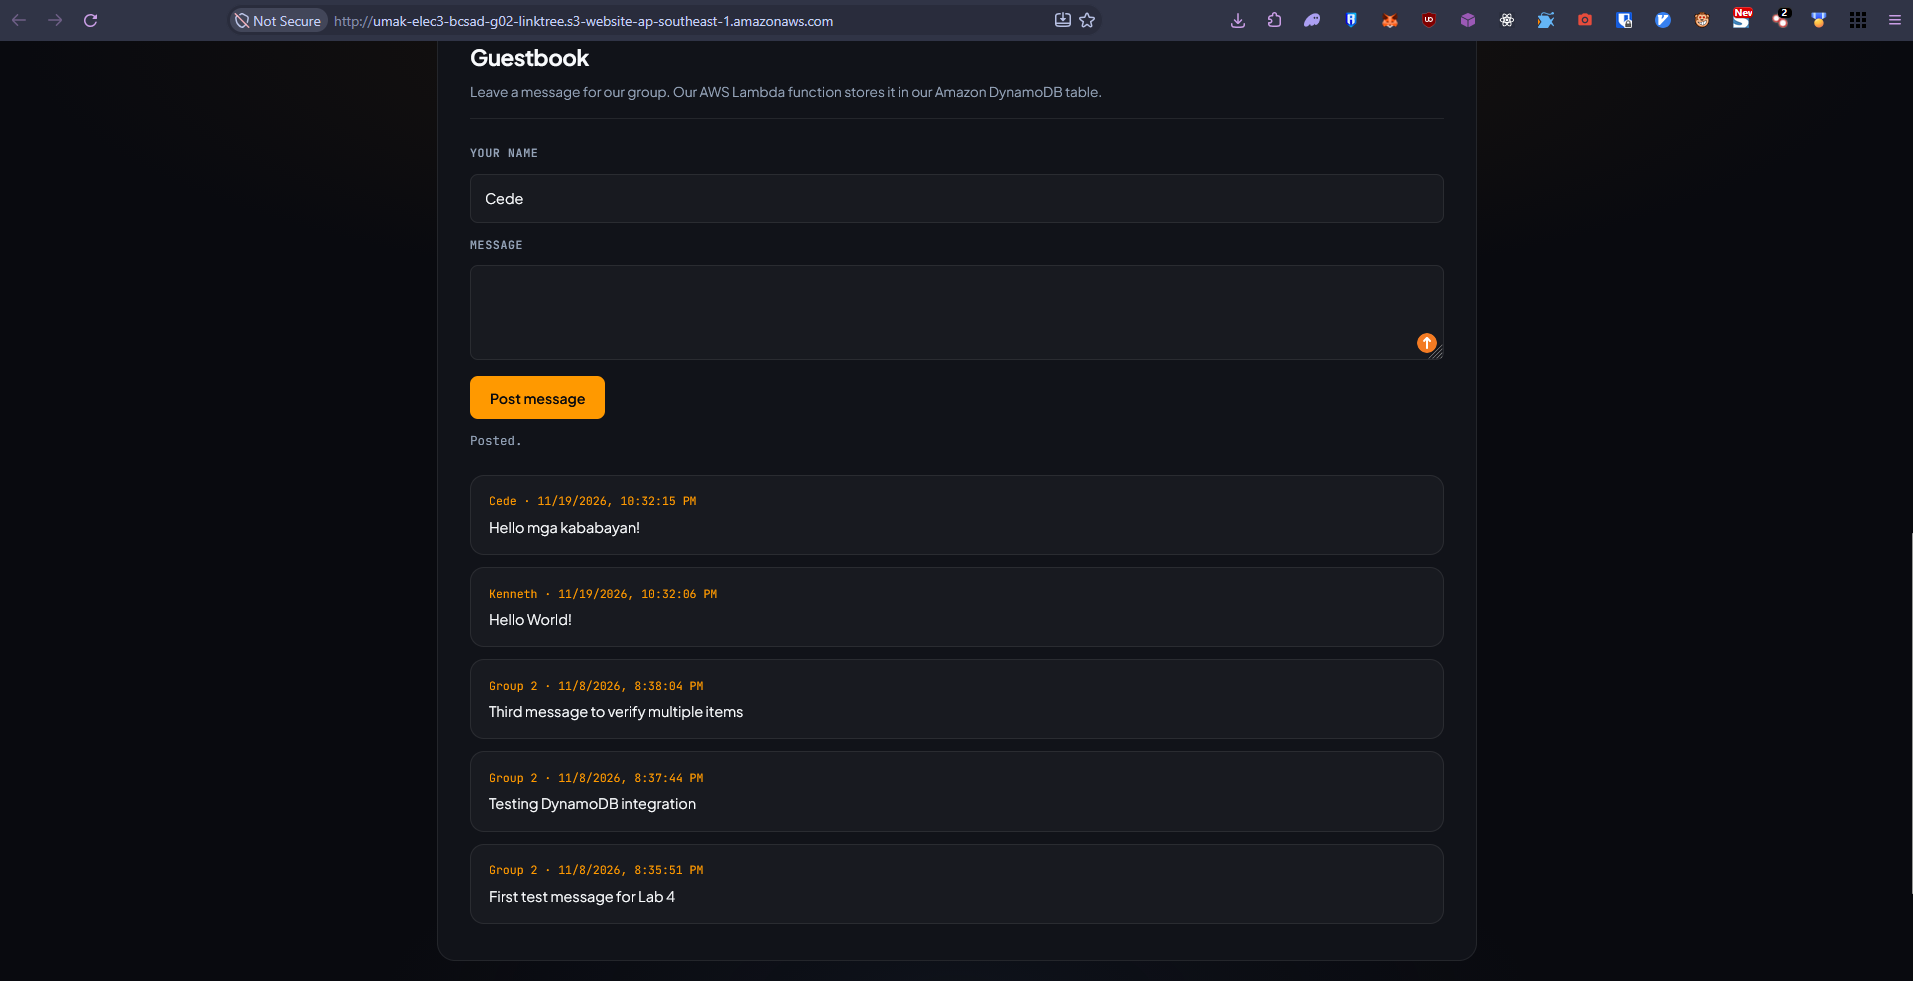 Not Secure http://umak-elec3-bcsad-g02-linktree.s3-website-ap-southeast-1.amazonaws.com
New
2
Guestbook
Leave a message for our group. Our AWS Lambda function stores it in our Amazon DynamoDB table.
YOUR NAME
Cede
MESSAGE
Post message
Posted.
Cede · 11/19/2026, 10:32:15 PM
Hello mga kababayan!
Kenneth · 11/19/2026, 10:32:06 PM
Hello World!
Group 2 · 11/8/2026, 8:38:04 PM
Third message to verify multiple items
Group 2 · 11/8/2026, 8:37:44 PM
Testing DynamoDB integration
Group 2 · 11/8/2026, 8:35:51 PM
First test message for Lab 4